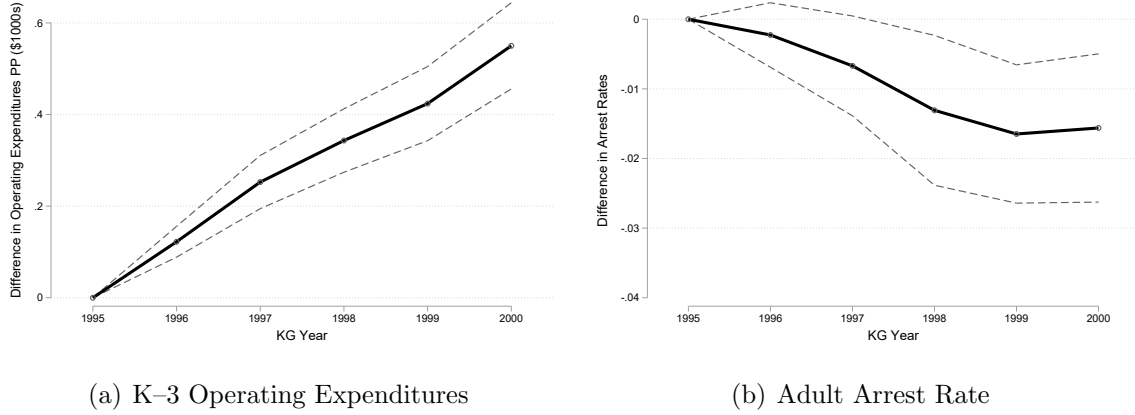 Difference in Operating Expenditures PP ($1000s)
.6
.4
.2
0
1995 1996 1997 1998 1999 2000
KG Year
(a) K–3 Operating Expenditures
Difference in Arrest Rates
0
-.01
-.02
-.03
-.04
1995 1996 1997 1998 1999 2000
KG Year
(b) Adult Arrest Rate